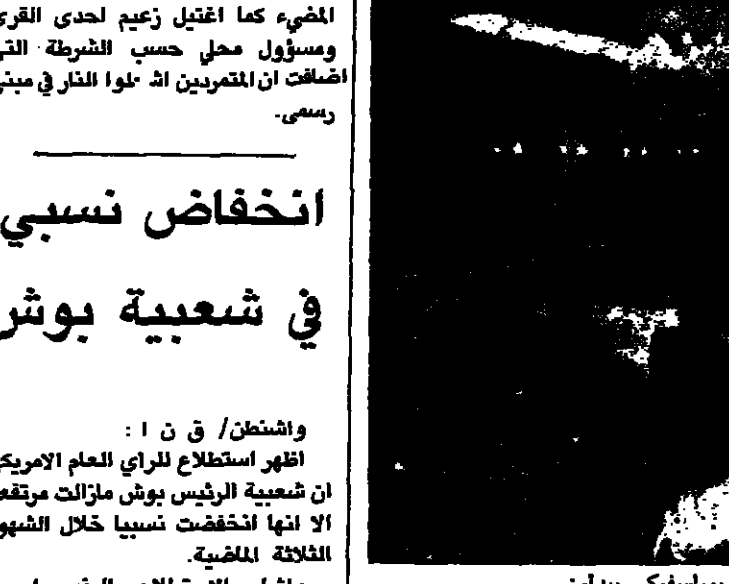 المضيء كما اغتيل زعيم احدى القرى
ومسؤول محلي حسب الشرطة التي
اضافت ان المتمردين النار في مبنى
رسمي.
انخفاض نسبي
في شعبية بوش
واشنطن/ ق ن ا :
اظهر استطلاع للراي العام الامريكي
ان شعبية الرئيس بوش مازالت مرتفعة
الا انها انخفضت نسبيا خلال الشهور
الثلاثة الماضية.